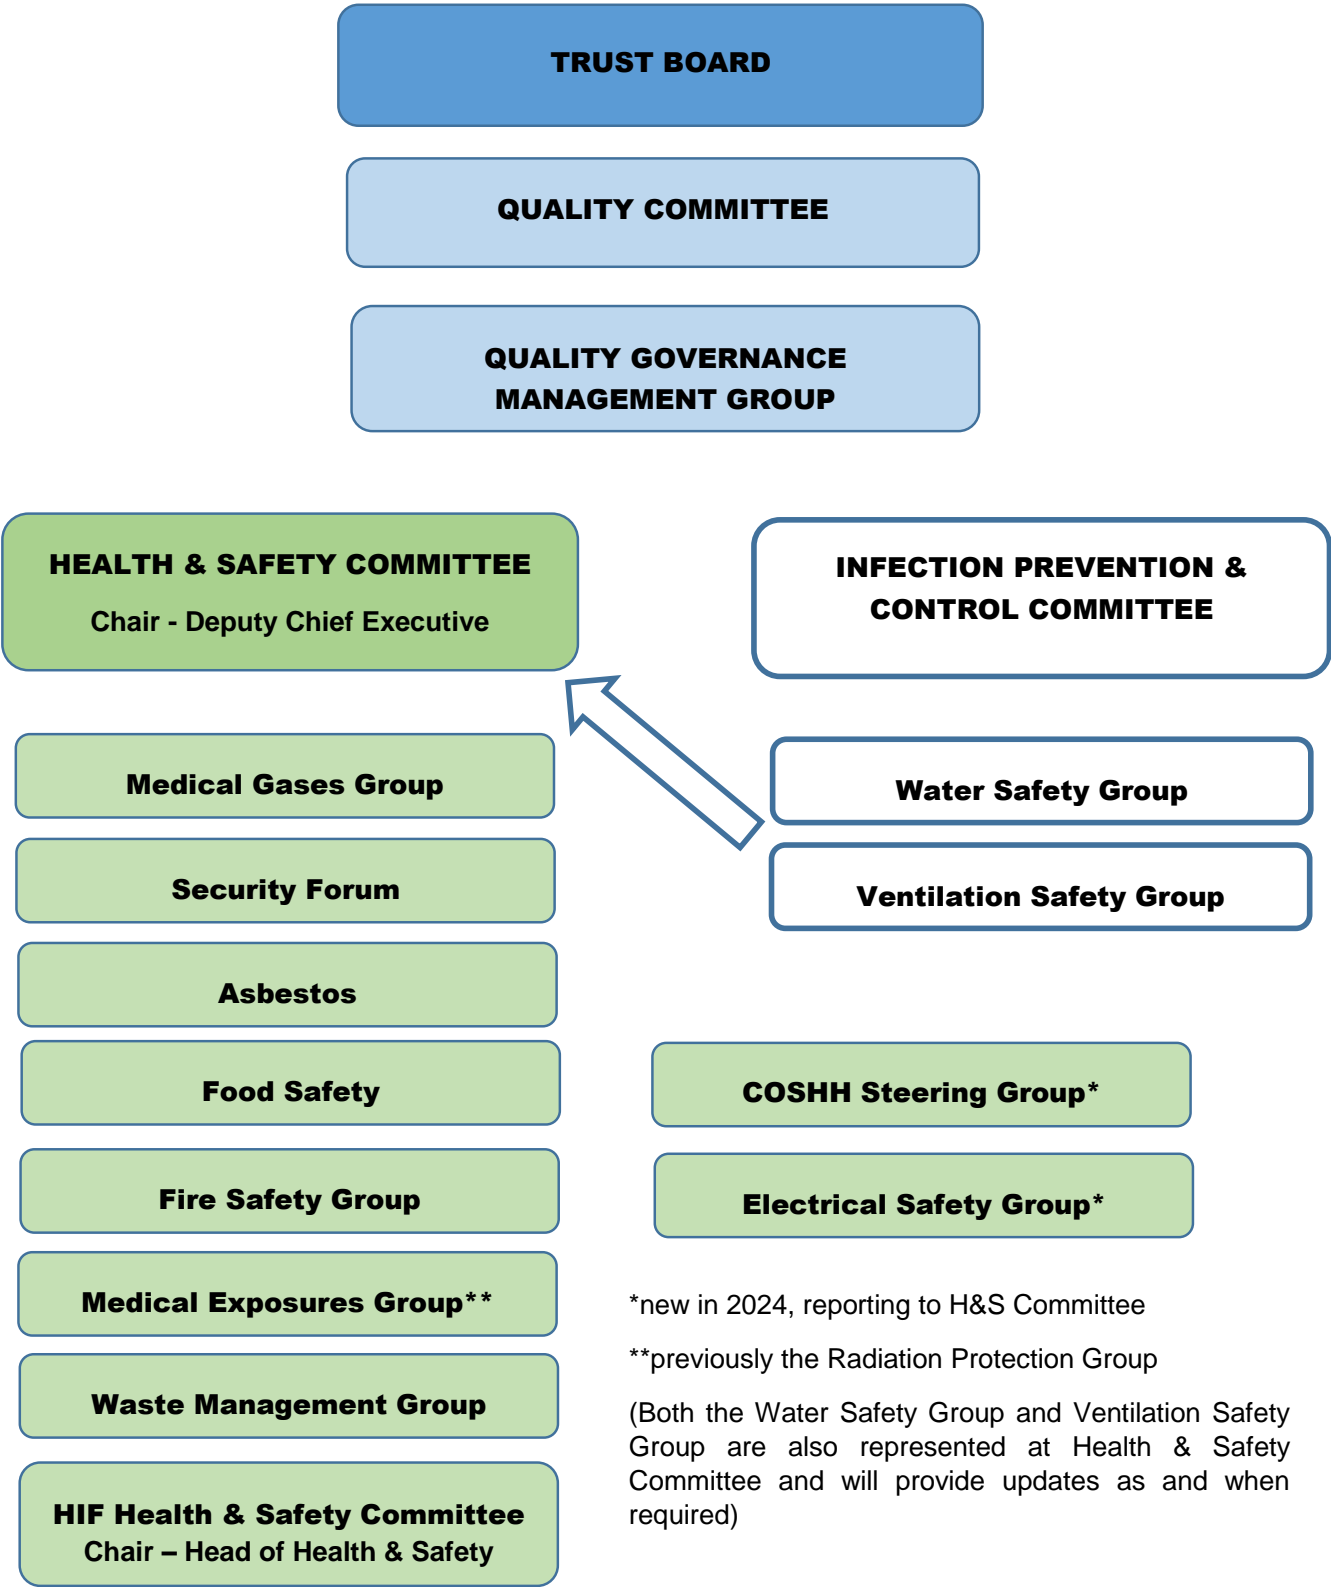 TRUST BOARD
QUALITY COMMITTEE
QUALITY GOVERNANCE
MANAGEMENT GROUP
HEALTH & SAFETY COMMITTEE
Chair - Deputy Chief Executive
INFECTION PREVENTION &
CONTROL COMMITTEE
Medical Gases Group
Security Forum
Asbestos
Food Safety
Fire Safety Group
Medical Exposures Group**
Waste Management Group
HIF Health & Safety Committee
Chair – Head of Health & Safety
Water Safety Group
Ventilation Safety Group
COSHH Steering Group*
Electrical Safety Group*
*new in 2024, reporting to H&S Committee
**previously the Radiation Protection Group
(Both the Water Safety Group and Ventilation Safety
Group are also represented at Health & Safety
Committee and will provide updates as and when
required)